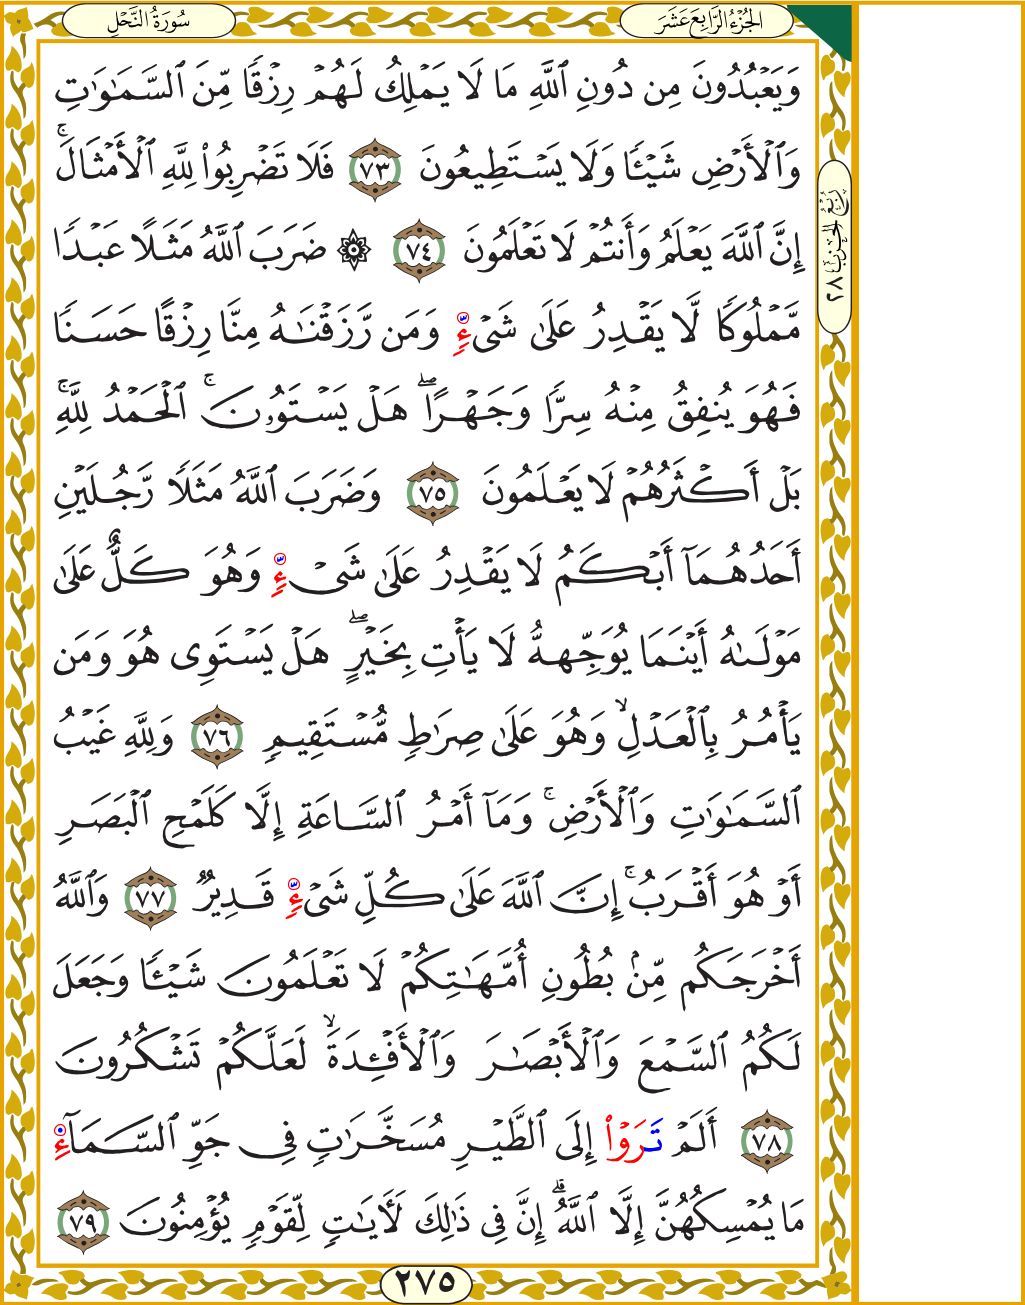 سُورَةُ النَّحْلِ
الجُزْءُ الرَّابِعَ عَشَرَ
وَيَعْبُدُونَ مِن دُونِ ٱللَّهِ مَا لَا يَمْلِكُ لَهُمْ رِزْقًا مِّنَ ٱلسَّمَٰوَٰتِ
وَٱلْأَرْضِ شَيْـًٔا وَلَا يَسْتَطِيعُونَ ٧٣ فَلَا تَضْرِبُوا۟ لِلَّهِ ٱلْأَمْثَالَ ۚ
إِنَّ ٱللَّهَ يَعْلَمُ وَأَنتُمْ لَا تَعْلَمُونَ ٧٤ ۞ ضَرَبَ ٱللَّهُ مَثَلًا عَبْدًا
مَّمْلُوكًا لَّا يَقْدِرُ عَلَىٰ شَىْءٍ وَمَن رَّزَقْنَٰهُ مِنَّا رِزْقًا حَسَنًا
فَهُوَ يُنفِقُ مِنْهُ سِرًّا وَجَهْرًا ۖ هَلْ يَسْتَوُۥنَ ۚ ٱلْحَمْدُ لِلَّهِ ۚ
بَلْ أَكْثَرُهُمْ لَا يَعْلَمُونَ ٧٥ وَضَرَبَ ٱللَّهُ مَثَلًا رَّجُلَيْنِ
أَحَدُهُمَآ أَبْكَمُ لَا يَقْدِرُ عَلَىٰ شَىْءٍ وَهُوَ كَلٌّ عَلَىٰ
مَوْلَىٰهُ أَيْنَمَا يُوَجِّههُّ لَا يَأْتِ بِخَيْرٍ ۖ هَلْ يَسْتَوِى هُوَ وَمَن
يَأْمُرُ بِٱلْعَدْلِ ۙ وَهُوَ عَلَىٰ صِرَٰطٍ مُّسْتَقِيمٍ ٧٦ وَلِلَّهِ غَيْبُ
ٱلسَّمَٰوَٰتِ وَٱلْأَرْضِ ۚ وَمَآ أَمْرُ ٱلسَّاعَةِ إِلَّا كَلَمْحِ ٱلْبَصَرِ
أَوْ هُوَ أَقْرَبُ ۚ إِنَّ ٱللَّهَ عَلَىٰ كُلِّ شَىْءٍ قَدِيرٌ ٧٧ وَٱللَّهُ
أَخْرَجَكُم مِّنۢ بُطُونِ أُمَّهَٰتِكُمْ لَا تَعْلَمُونَ شَيْـًٔا وَجَعَلَ
لَكُمُ ٱلسَّمْعَ وَٱلْأَبْصَٰرَ وَٱلْأَفْـِٔدَةَ ۙ لَعَلَّكُمْ تَشْكُرُونَ
٧٨ أَلَمْ تَرَوْا۟ إِلَى ٱلطَّيْرِ مُسَخَّرَٰتٍ فِى جَوِّ ٱلسَّمَآءِ
مَا يُمْسِكُهُنَّ إِلَّا ٱللَّهُ ۗ إِنَّ فِى ذَٰلِكَ لَـَٔايَٰتٍ لِّقَوْمٍ يُؤْمِنُونَ ٧٩
رُبْعُ الحِزْبِ ٢٨
٢٧٥